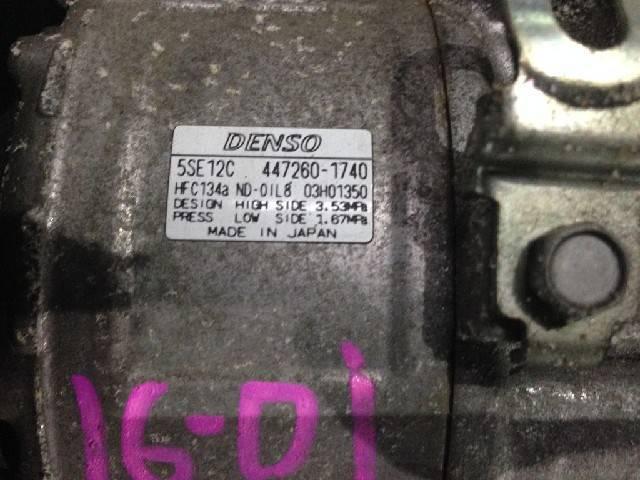 DENSO
5SE12C 447260-1740
HFC134a ND-OIL8 03H01350
DESIGN HIGH SIDE 3.53MPa
PRESS LOW SIDE 1.67MPa
MADE IN JAPAN
16-Di